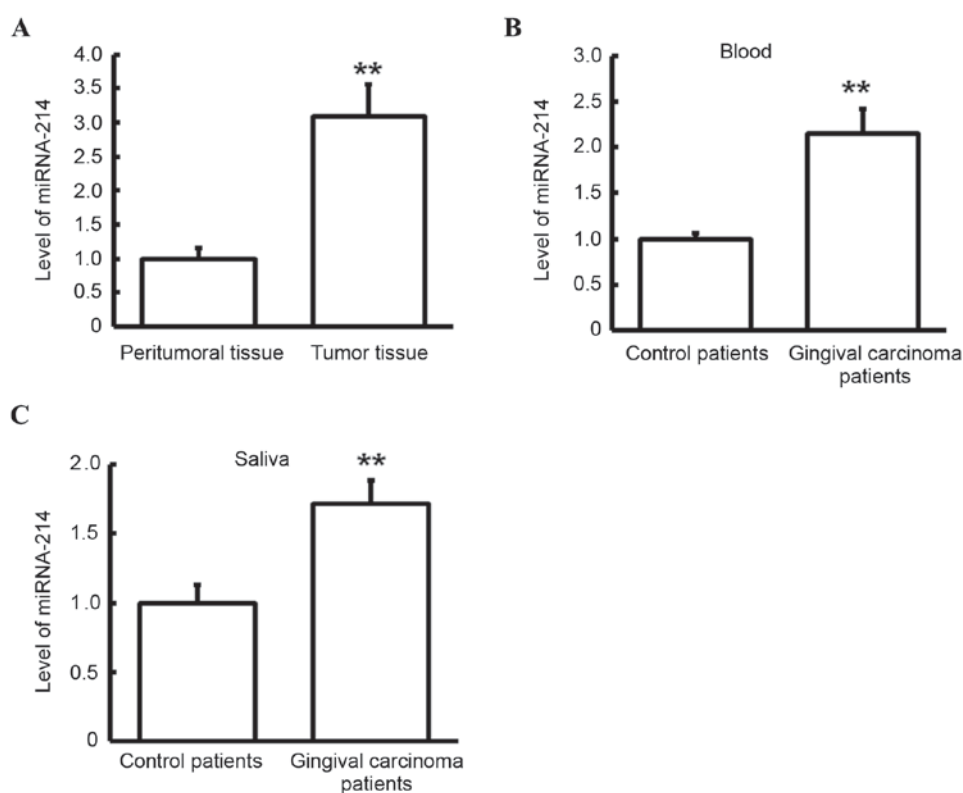 A
Level of miRNA-214
4.0
3.5
3.0
2.5
2.0
1.5
1.0
0.5
0
**
Peritumoral tissue
Tumor tissue
B
Blood
Level of miRNA-214
3.0
2.5
2.0
1.5
1.0
0.5
0
**
Control patients
Gingival carcinoma
patients
C
Saliva
Level of miRNA-214
2.0
1.5
1.0
0.5
0
**
Control patients
Gingival carcinoma
patients